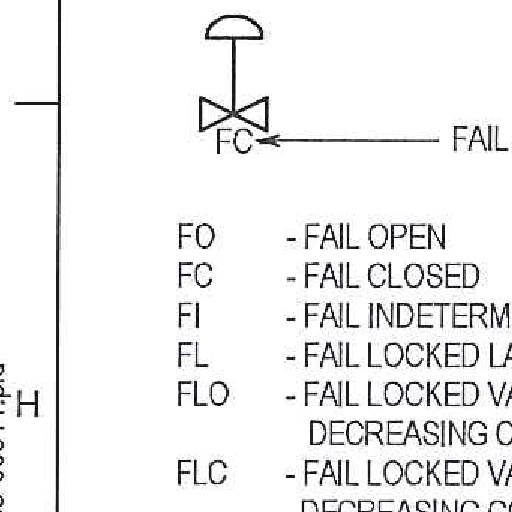 FC
FAIL
FO - FAIL OPEN
FC - FAIL CLOSED
FI - FAIL INDETERM
FL - FAIL LOCKED LA
FLO - FAIL LOCKED VA
DECREASING C
FLC - FAIL LOCKED VA
DECREASING CO
H